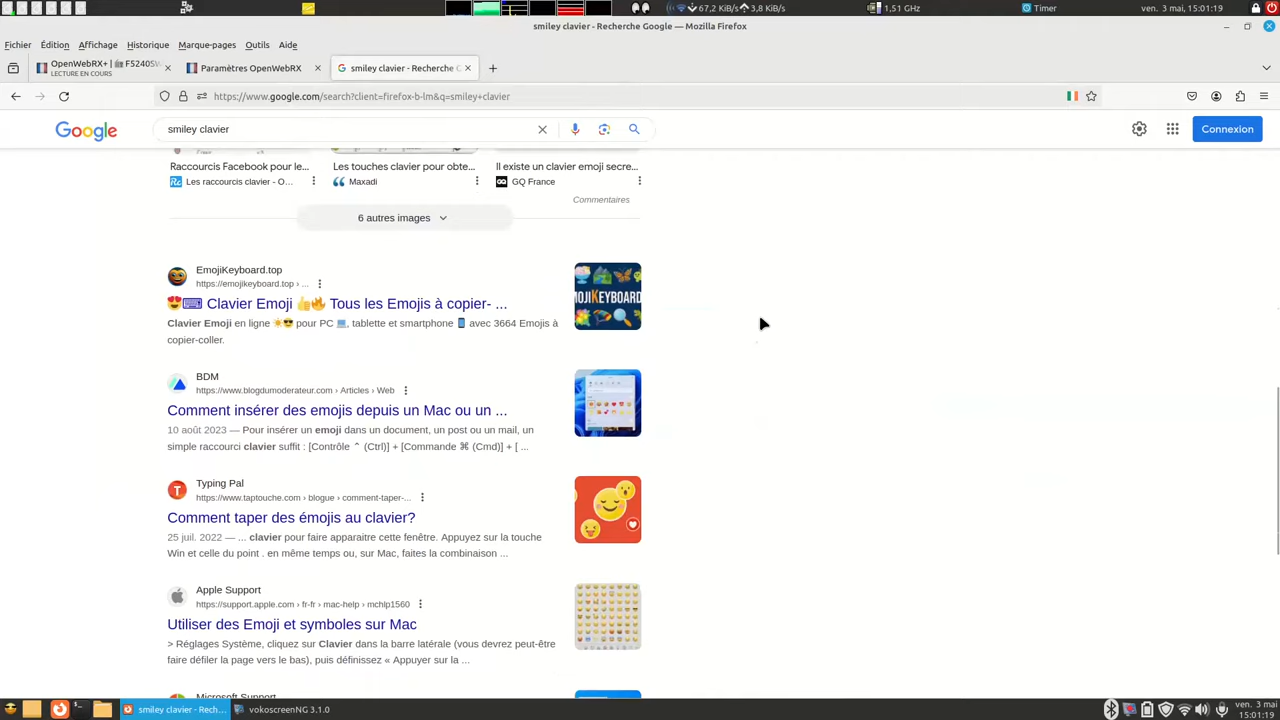 67,2 KiB/s 3,8 KiB/s 1,51 GHz Timer ven. 3 mai, 15:01:19
smiley clavier - Recherche Google — Mozilla Firefox
Fichier Édition Affichage Historique Marque-pages Outils Aide
OpenWebRX+ | F5240SW
LECTURE EN COURS
Paramètres OpenWebRX
smiley clavier - Recherche G
https://www.google.com/search?client=firefox-b-lm&q=smiley+clavier
Google
smiley clavier
Connexion
Raccourcis Facebook pour le... Les touches clavier pour obte... Il existe un clavier emoji secre...
Rc Les raccourcis clavier - O... Maxadi GQ GQ France
Commentaires
6 autres images
EmojiKeyboard.top
https://emojikeyboard.top › ...
😍⌨ Clavier Emoji 👍🔥 Tous les Emojis à copier- ...
Clavier Emoji en ligne ☀😎 pour PC 💻, tablette et smartphone 📱 avec 3664 Emojis à
copier-coller.
OJIKEYBOARD
BDM
https://www.blogdumoderateur.com › Articles › Web
Comment insérer des emojis depuis un Mac ou un ...
10 août 2023 — Pour insérer un emoji dans un document, un post ou un mail, un
simple raccourci clavier suffit : [Contrôle ⌃ (Ctrl)] + [Commande ⌘ (Cmd)] + [ ...
T
Typing Pal
https://www.taptouche.com › blogue › comment-taper-...
Comment taper des émojis au clavier?
25 juil. 2022 — ... clavier pour faire apparaitre cette fenêtre. Appuyez sur la touche
Win et celle du point . en même temps ou, sur Mac, faites la combinaison ...
Apple Support
https://support.apple.com › fr-fr › mac-help › mchlp1560
Utiliser des Emoji et symboles sur Mac
> Réglages Système, cliquez sur Clavier dans la barre latérale (vous devrez peut-être
faire défiler la page vers le bas), puis définissez « Appuyer sur la ...
Microsoft Support
smiley clavier - Rech... vokoscreenNG 3.1.0
ven. 3 mai
15:01:19